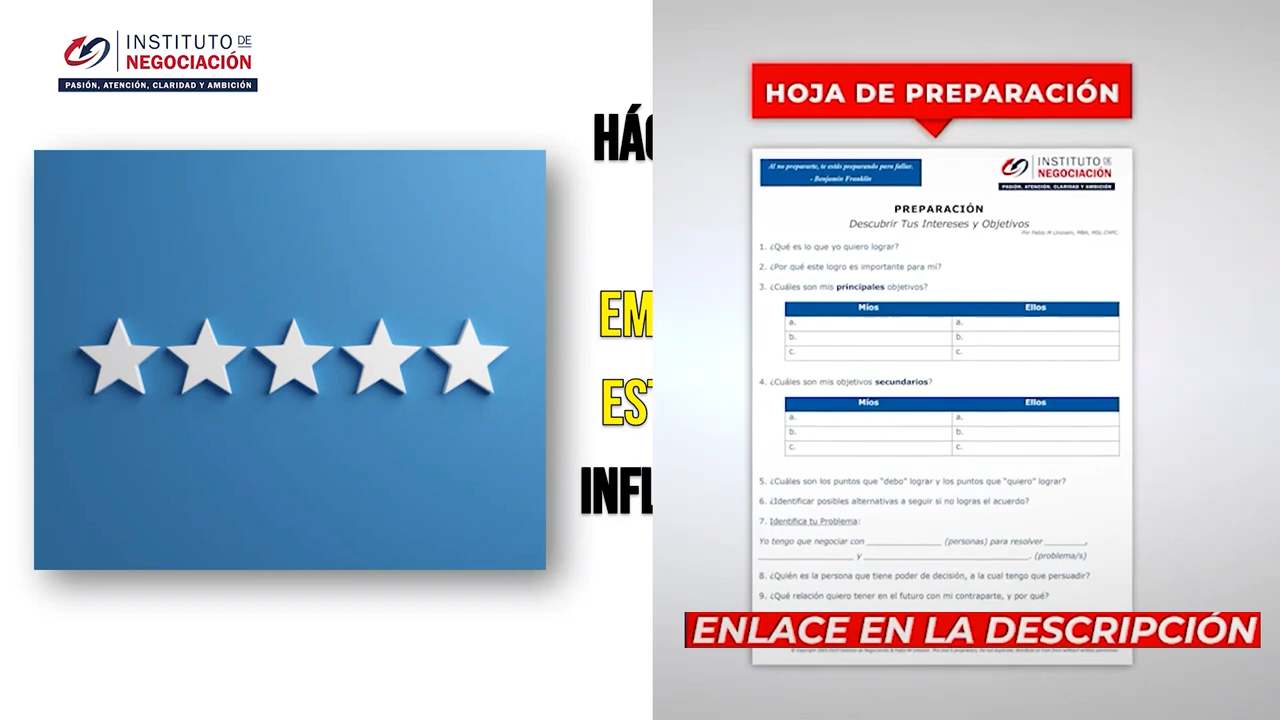 INSTITUTO DE
NEGOCIACIÓN
PASIÓN, ATENCIÓN, CLARIDAD Y AMBICIÓN
HOJA DE PREPARACIÓN
Al no prepararte, te estás preparando para fallar.
- Benjamin Franklin
INSTITUTO DE
NEGOCIACIÓN
PASIÓN, ATENCIÓN, CLARIDAD Y AMBICIÓN
PREPARACIÓN
Descubrir Tus Intereses y Objetivos
1. ¿Qué es lo que yo quiero lograr?
2. ¿Por qué este logro es importante para mí?
3. ¿Cuáles son mis principales objetivos?
Míos Ellos
a. a.
b. b.
c. c.
4. ¿Cuáles son mis objetivos secundarios?
Míos Ellos
a. a.
b. b.
c. c.
5. ¿Cuáles son los puntos que "debo" lograr y los puntos que "quiero" lograr?
6. ¿Identificar posibles alternativas a seguir si no logras el acuerdo?
7. Identifica tu Problema:
Yo tengo que negociar con ______________ (personas) para resolver ________,
__________________ y ________________________________. (problema/s)
8. ¿Quién es la persona que tiene poder de decisión, a la cual tengo que persuadir?
9. ¿Qué relación quiero tener en el futuro con mi contraparte, y por qué?
ENLACE EN LA DESCRIPCIÓN